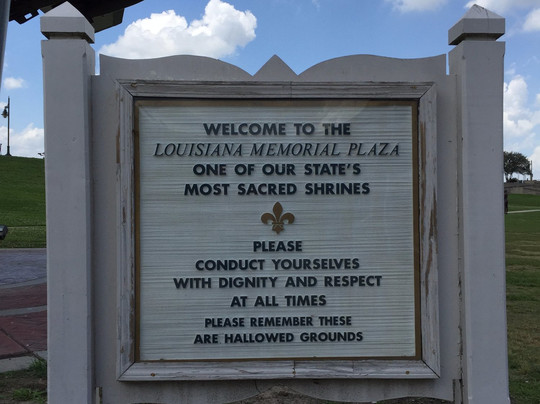 WELCOME TO THE
LOUISIANA MEMORIAL PLAZA
ONE OF OUR STATE'S
MOST SACRED SHRINES
PLEASE
CONDUCT YOURSELVES
WITH DIGNITY AND RESPECT
AT ALL TIMES
PLEASE REMEMBER THESE
ARE HALLOWED GROUNDS